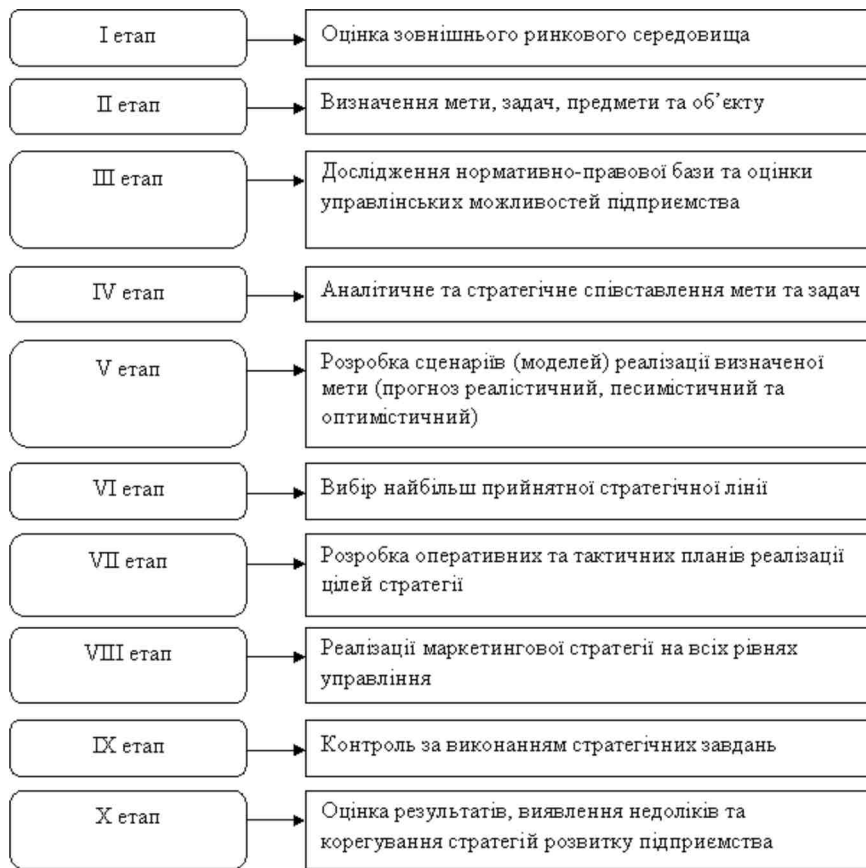 I етап
Оцінка зовнішнього ринкового середовища
II етап
Визначення мети, задач, предмети та об’єкту
III етап
Дослідження нормативно-правової бази та оцінки
управлінських можливостей підприємства
IV етап
Аналітичне та стратегічне співставлення мети та задач
V етап
Розробка сценаріїв (моделей) реалізації визначеної
мети (прогноз реалістичний, песимістичний та
оптимістичний)
VI етап
Вибір найбільш прийнятної стратегічної лінії
VII етап
Розробка оперативних та тактичних планів реалізації
цілей стратегії
VIII етап
Реалізації маркетингової стратегії на всіх рівнях
управління
IX етап
Контроль за виконанням стратегічних завдань
X етап
Оцінка результатів, виявлення недоліків та
корегування стратегій розвитку підприємства